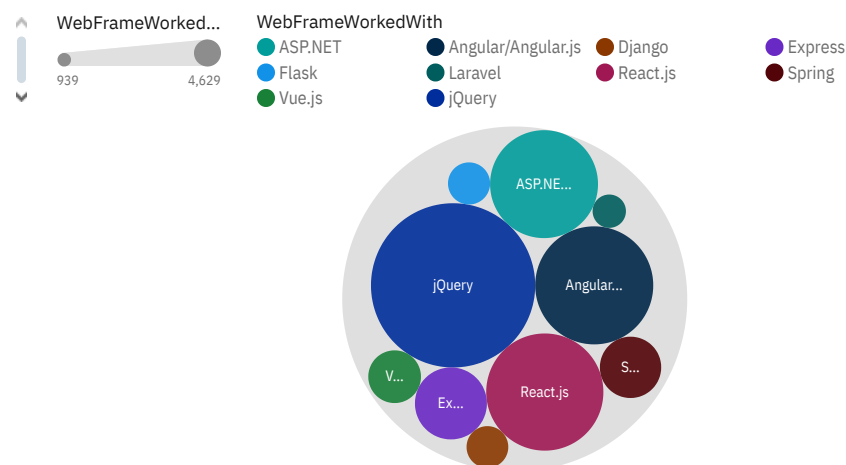 WebFrameWorked...
939 4,629
WebFrameWorkedWith
ASP.NET Angular/Angular.js Django Express
Flask Laravel React.js Spring
Vue.js jQuery
ASP.NE...
jQuery Angular...
S...
V...
React.js
Ex...